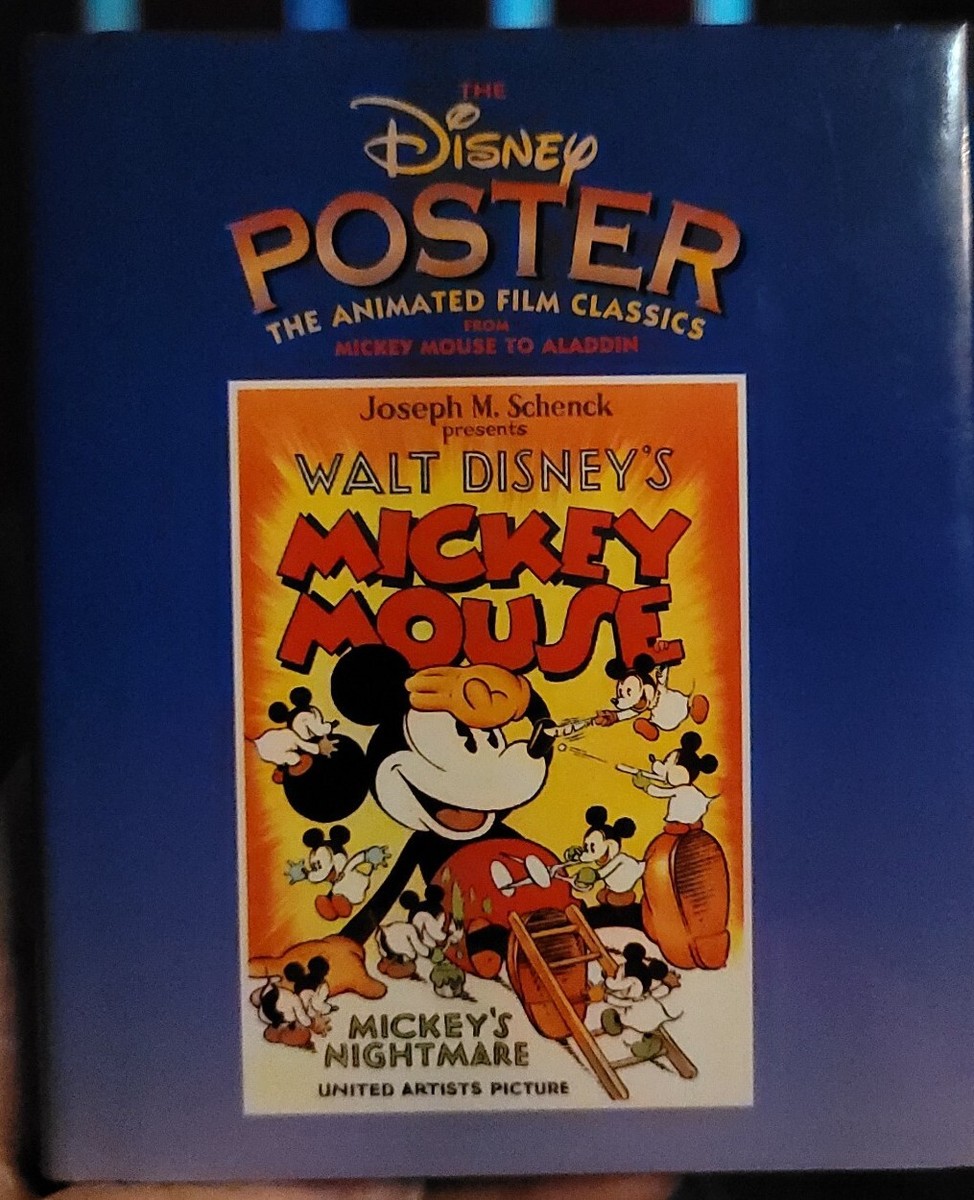 THE
DISNEY
POSTER
THE ANIMATED FILM CLASSICS
FROM
MICKEY MOUSE TO ALADDIN
Joseph M. Schenck
presents
WALT DISNEY'S
MICKEY
MOUSE
MICKEY'S
NIGHTMARE
UNITED ARTISTS PICTURE